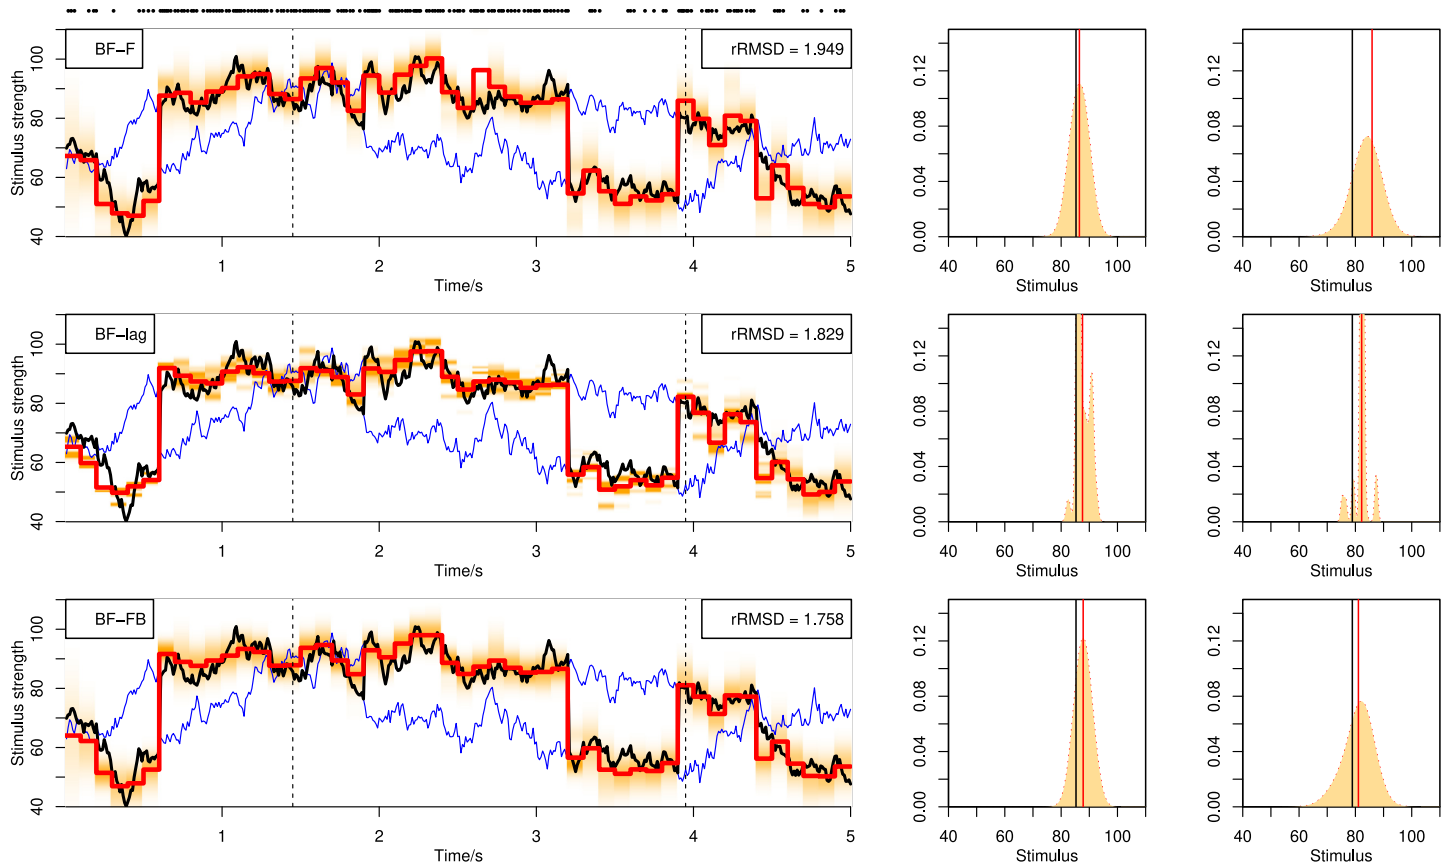 BF−F
rRMSD = 1.949
Stimulus strength
40 60 80 100
1 2 3 4 5
Time/s
0.00 0.04 0.08 0.12
40 60 80 100
Stimulus
0.00 0.04 0.08 0.12
40 60 80 100
Stimulus
BF−lag
rRMSD = 1.829
Stimulus strength
40 60 80 100
1 2 3 4 5
Time/s
0.00 0.04 0.08 0.12
40 60 80 100
Stimulus
0.00 0.04 0.08 0.12
40 60 80 100
Stimulus
BF−FB
rRMSD = 1.758
Stimulus strength
40 60 80 100
1 2 3 4 5
Time/s
0.00 0.04 0.08 0.12
40 60 80 100
Stimulus
0.00 0.04 0.08 0.12
40 60 80 100
Stimulus